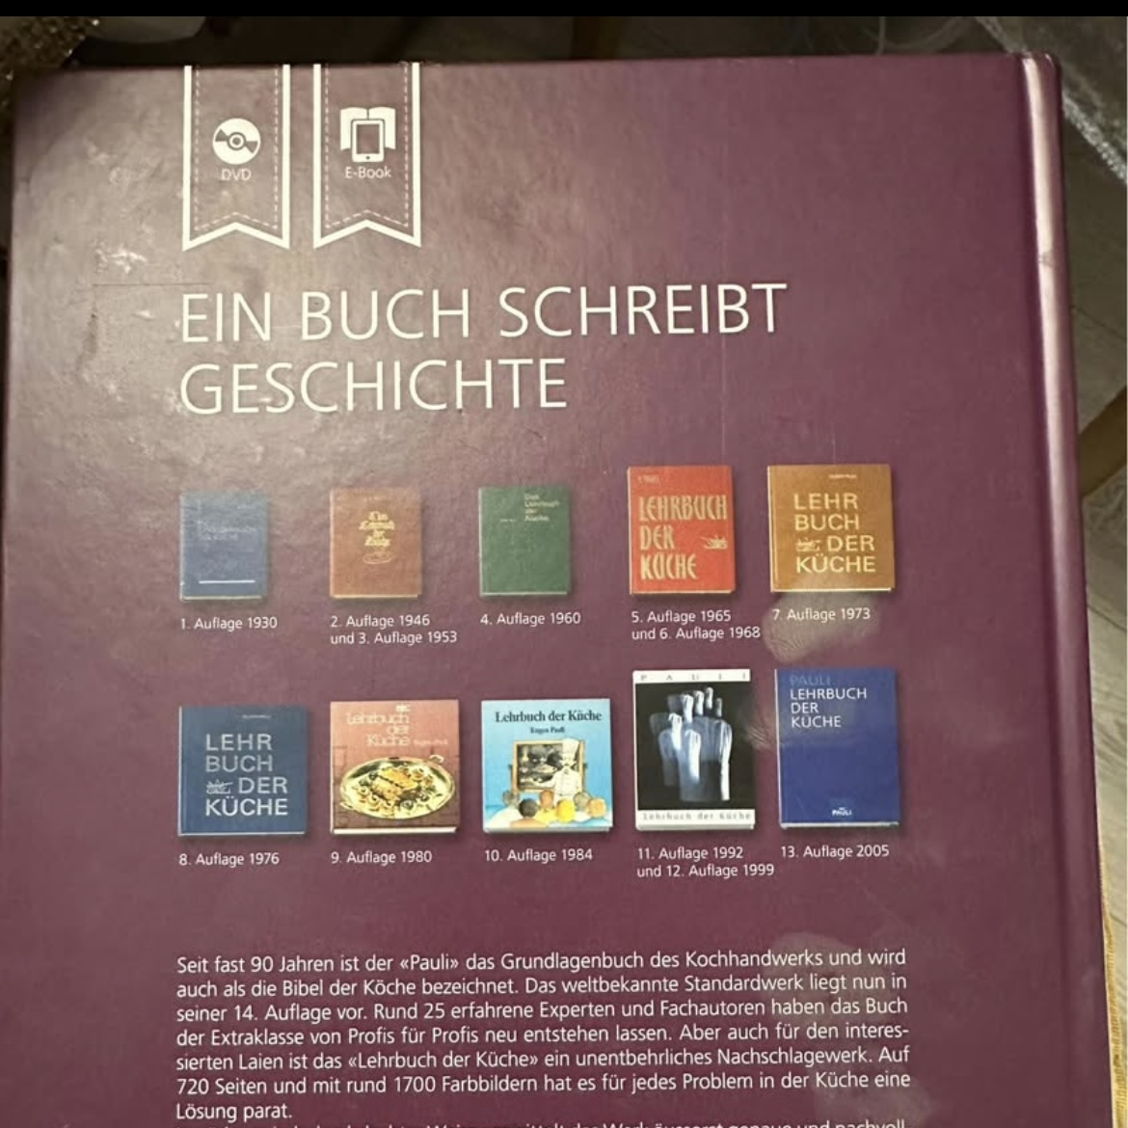 DVD
E-Book
EIN BUCH SCHREIBT
GESCHICHTE
LEHRBUCH
DER
KÜCHE
LEHR
BUCH
DER
KÜCHE
1. Auflage 1930
2. Auflage 1946
und 3. Auflage 1953
4. Auflage 1960
5. Auflage 1965
und 6. Auflage 1968
7. Auflage 1973
LEHR
BUCH
DER
KÜCHE
Lehrbuch
der
Küche
Lehrbuch der Küche
Eugen Pauli
PAULI
Lehrbuch der Küche
PAULI
LEHRBUCH
DER
KÜCHE
PAULI
8. Auflage 1976
9. Auflage 1980
10. Auflage 1984
11. Auflage 1992
und 12. Auflage 1999
13. Auflage 2005
Seit fast 90 Jahren ist der «Pauli» das Grundlagenbuch des Kochhandwerks und wird
auch als die Bibel der Köche bezeichnet. Das weltbekannte Standardwerk liegt nun in
seiner 14. Auflage vor. Rund 25 erfahrene Experten und Fachautoren haben das Buch
der Extraklasse von Profis für Profis neu entstehen lassen. Aber auch für den interes-
sierten Laien ist das «Lehrbuch der Küche» ein unentbehrliches Nachschlagewerk. Auf
720 Seiten und mit rund 1700 Farbbildern hat es für jedes Problem in der Küche eine
Lösung parat.